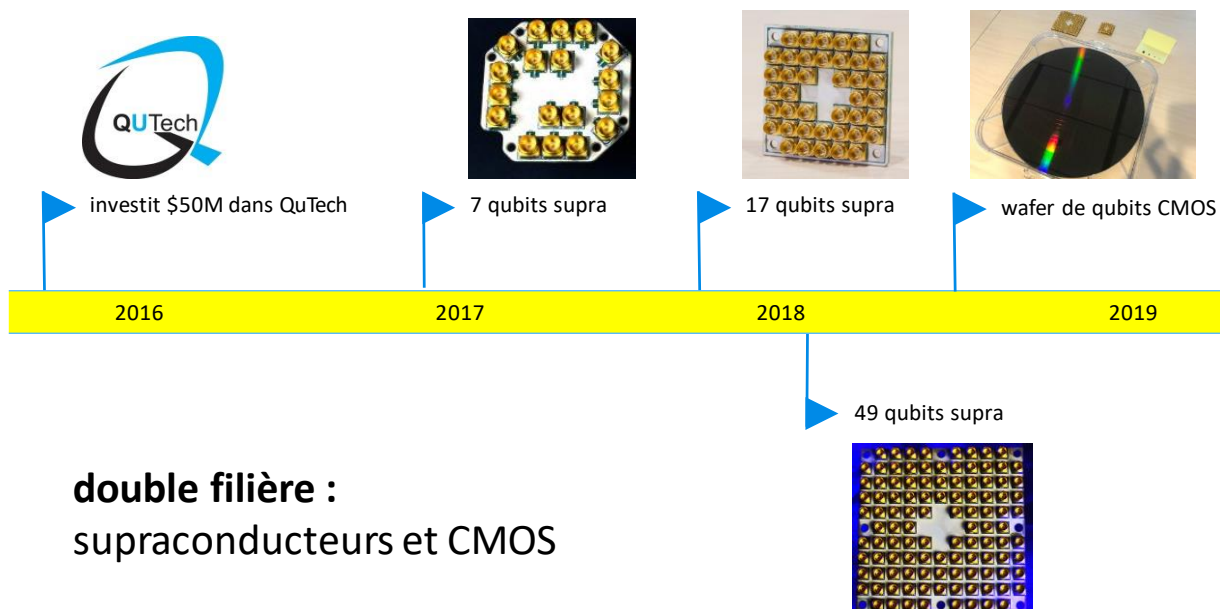 QUTech
investit $50M dans QuTech
7 qubits supra
17 qubits supra
wafer de qubits CMOS
2016
2017
2018
2019
49 qubits supra
double filière :
supraconducteurs et CMOS